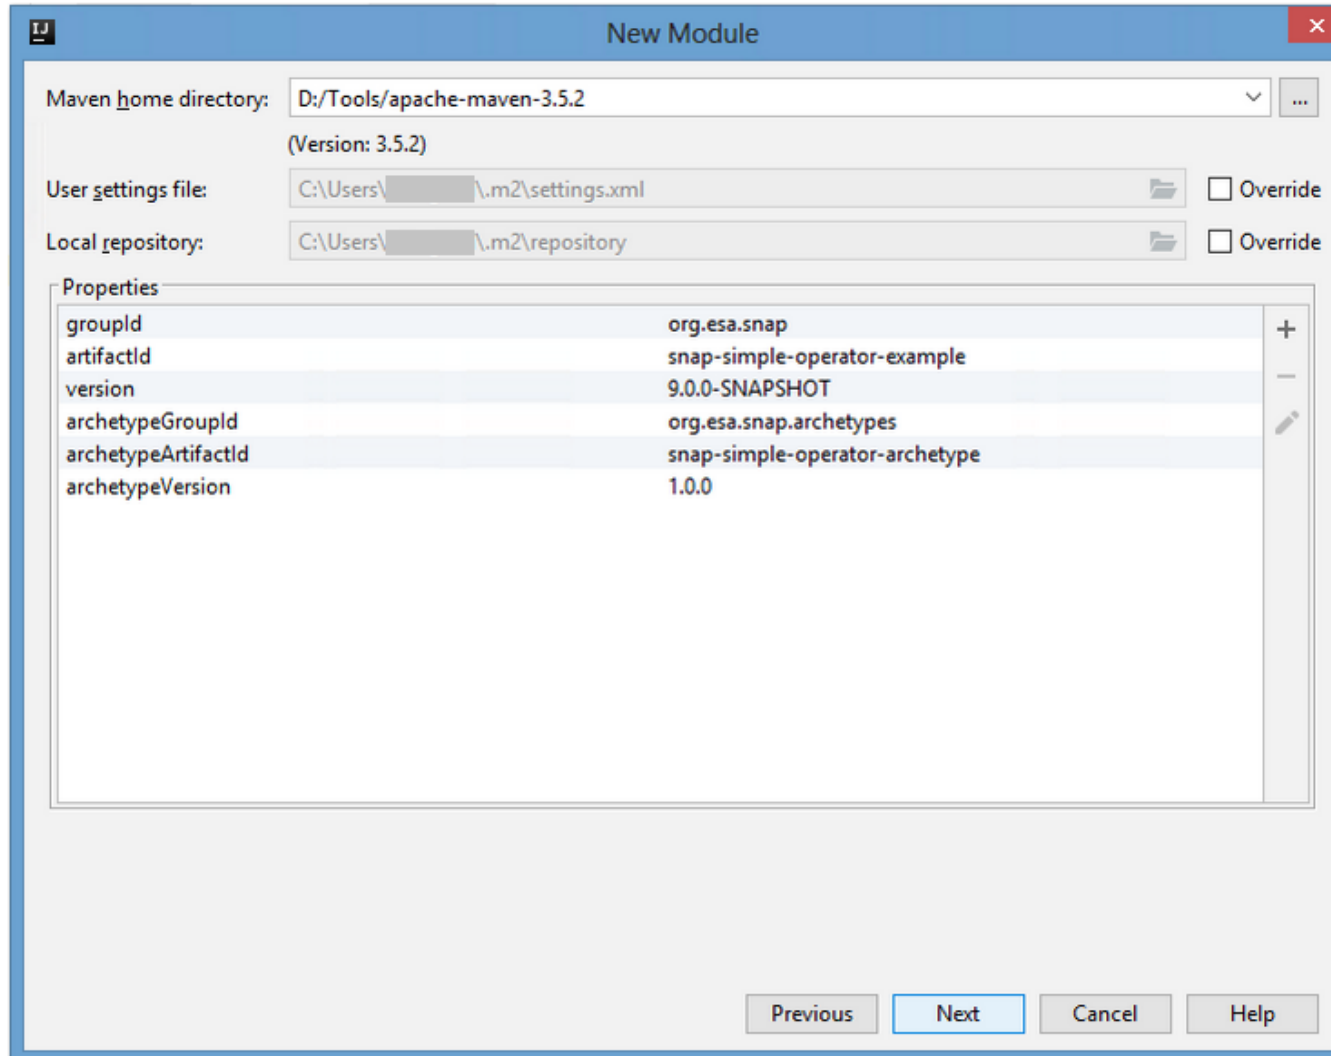 IJ
New Module
Maven home directory: D:/Tools/apache-maven-3.5.2 ...
(Version: 3.5.2)
User settings file: C:\Users\ \.m2\settings.xml Override
Local repository: C:\Users\ \.m2\repository Override
Properties
groupId org.esa.snap
artifactId snap-simple-operator-example
version 9.0.0-SNAPSHOT
archetypeGroupId org.esa.snap.archetypes
archetypeArtifactId snap-simple-operator-archetype
archetypeVersion 1.0.0
Previous Next Cancel Help